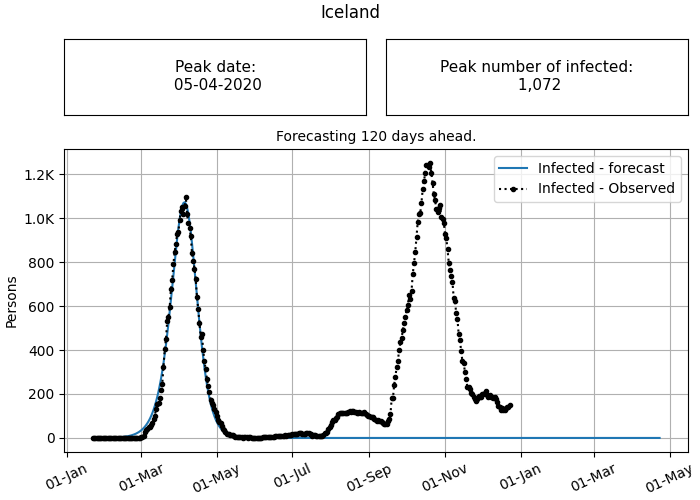 Iceland
Peak date:
05-04-2020
Peak number of infected:
1,072
Forecasting 120 days ahead.
Infected - forecast
Infected - Observed
Persons
1.2K
1.0K
800
600
400
200
0
01-Jan
01-Mar
01-May
01-Jul
01-Sep
01-Nov
01-Jan
01-Mar
01-May